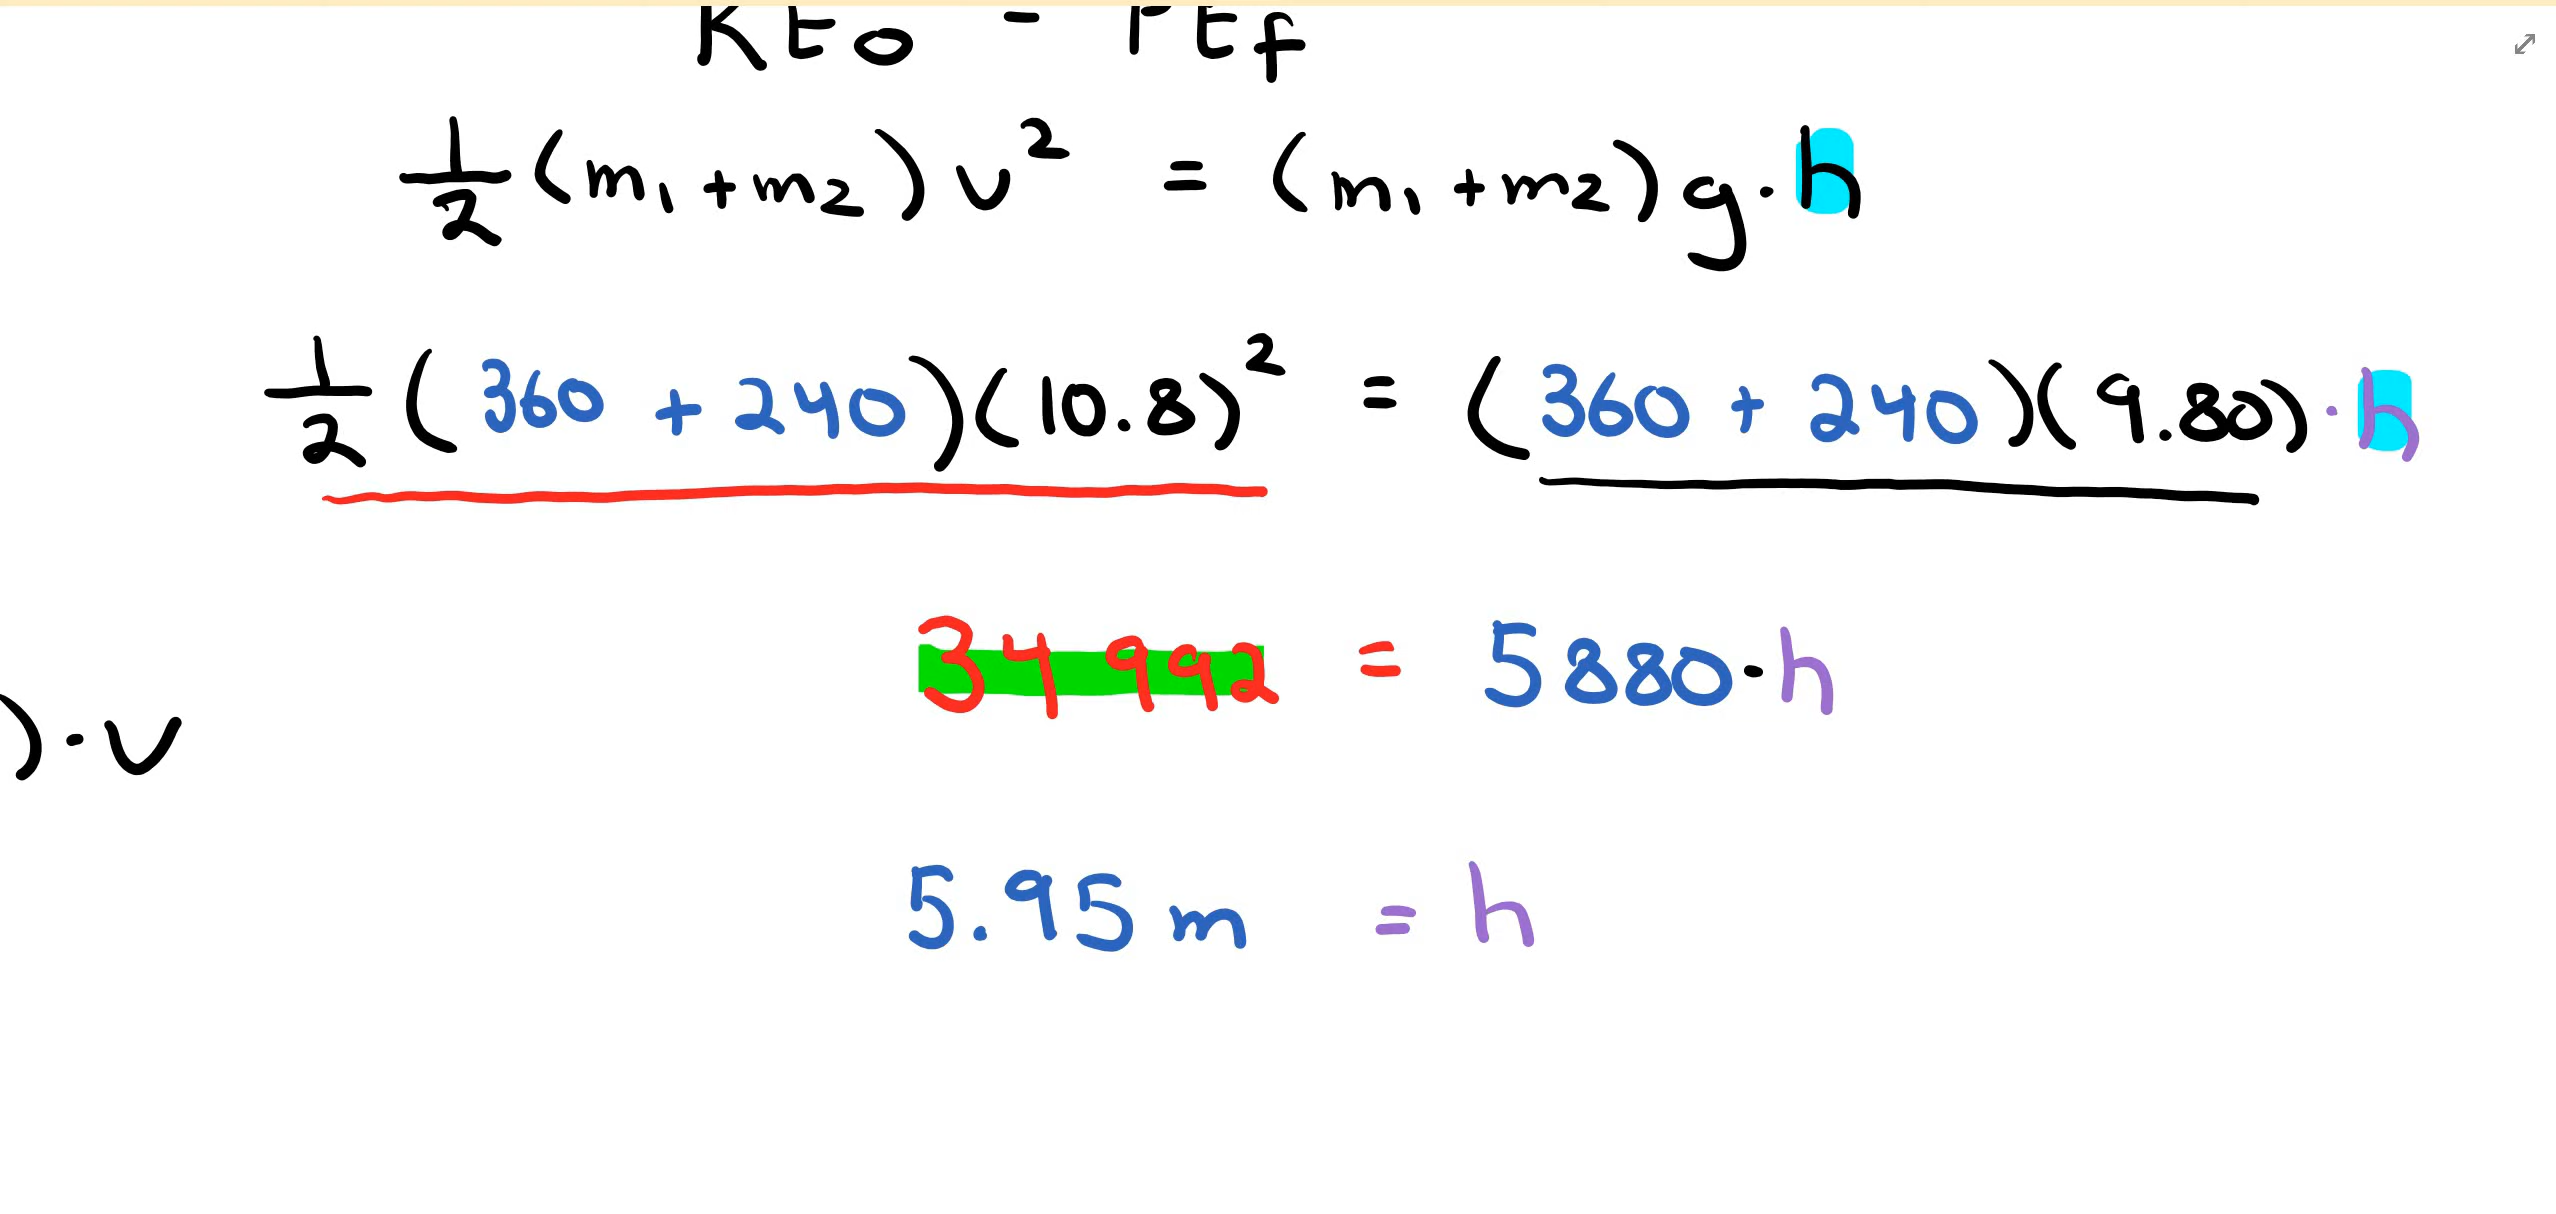 KE₀ = PEf
1/2 (m₁ + m₂) v² = (m₁ + m₂) g · h
1/2 (360 + 240)(10.8)² = (360 + 240)(9.80) · h
34992 = 5880 · h
) · v
5.95 m = h